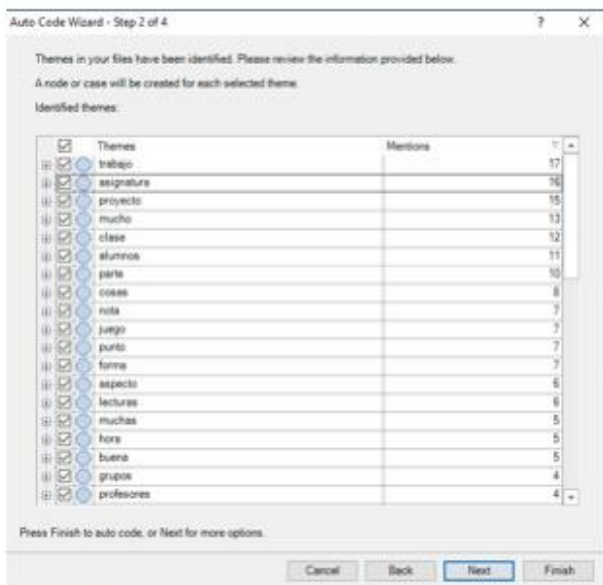 Auto Code Wizard - Step 2 of 4 ? ×
Themes in your files have been identified. Please review the information provided below.
A node or case will be created for each selected theme.
Identified themes:
Themes Mentions
trabajo 17
asignatura 16
proyecto 15
mucho 13
clase 12
alumnos 11
parte 10
cosas 8
nota 7
juego 7
punto 7
forma 7
aspecto 6
lecturas 6
muchas 5
hora 5
buena 5
grupos 4
profesores 4
Press Finish to auto code, or Next for more options.
Cancel Back Next Finish